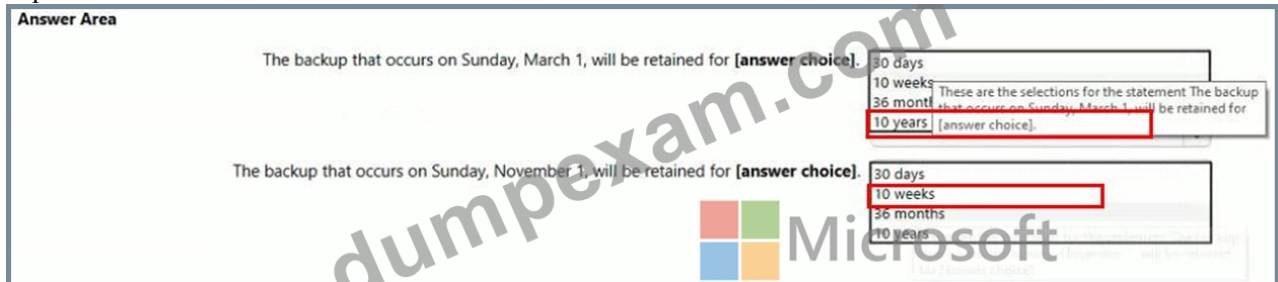 Answer Area
The backup that occurs on Sunday, March 1, will be retained for [answer choice].
30 days
10 weeks
36 month
10 years
These are the selections for the statement The backup
that occurs on Sunday, March 1, will be retained for
[answer choice].
The backup that occurs on Sunday, November 1, will be retained for [answer choice].
30 days
10 weeks
36 months
10 years
dumpexam.com
Microsoft